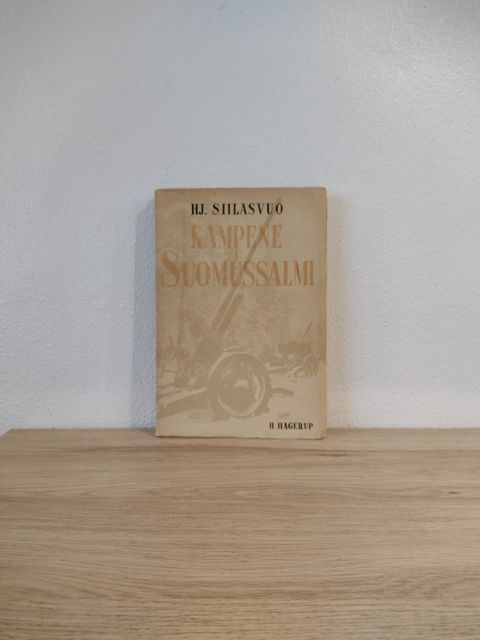 HJ. SIILASVUO
KAMPENE
I
SUOMUSSALMI
H. HAGERUP